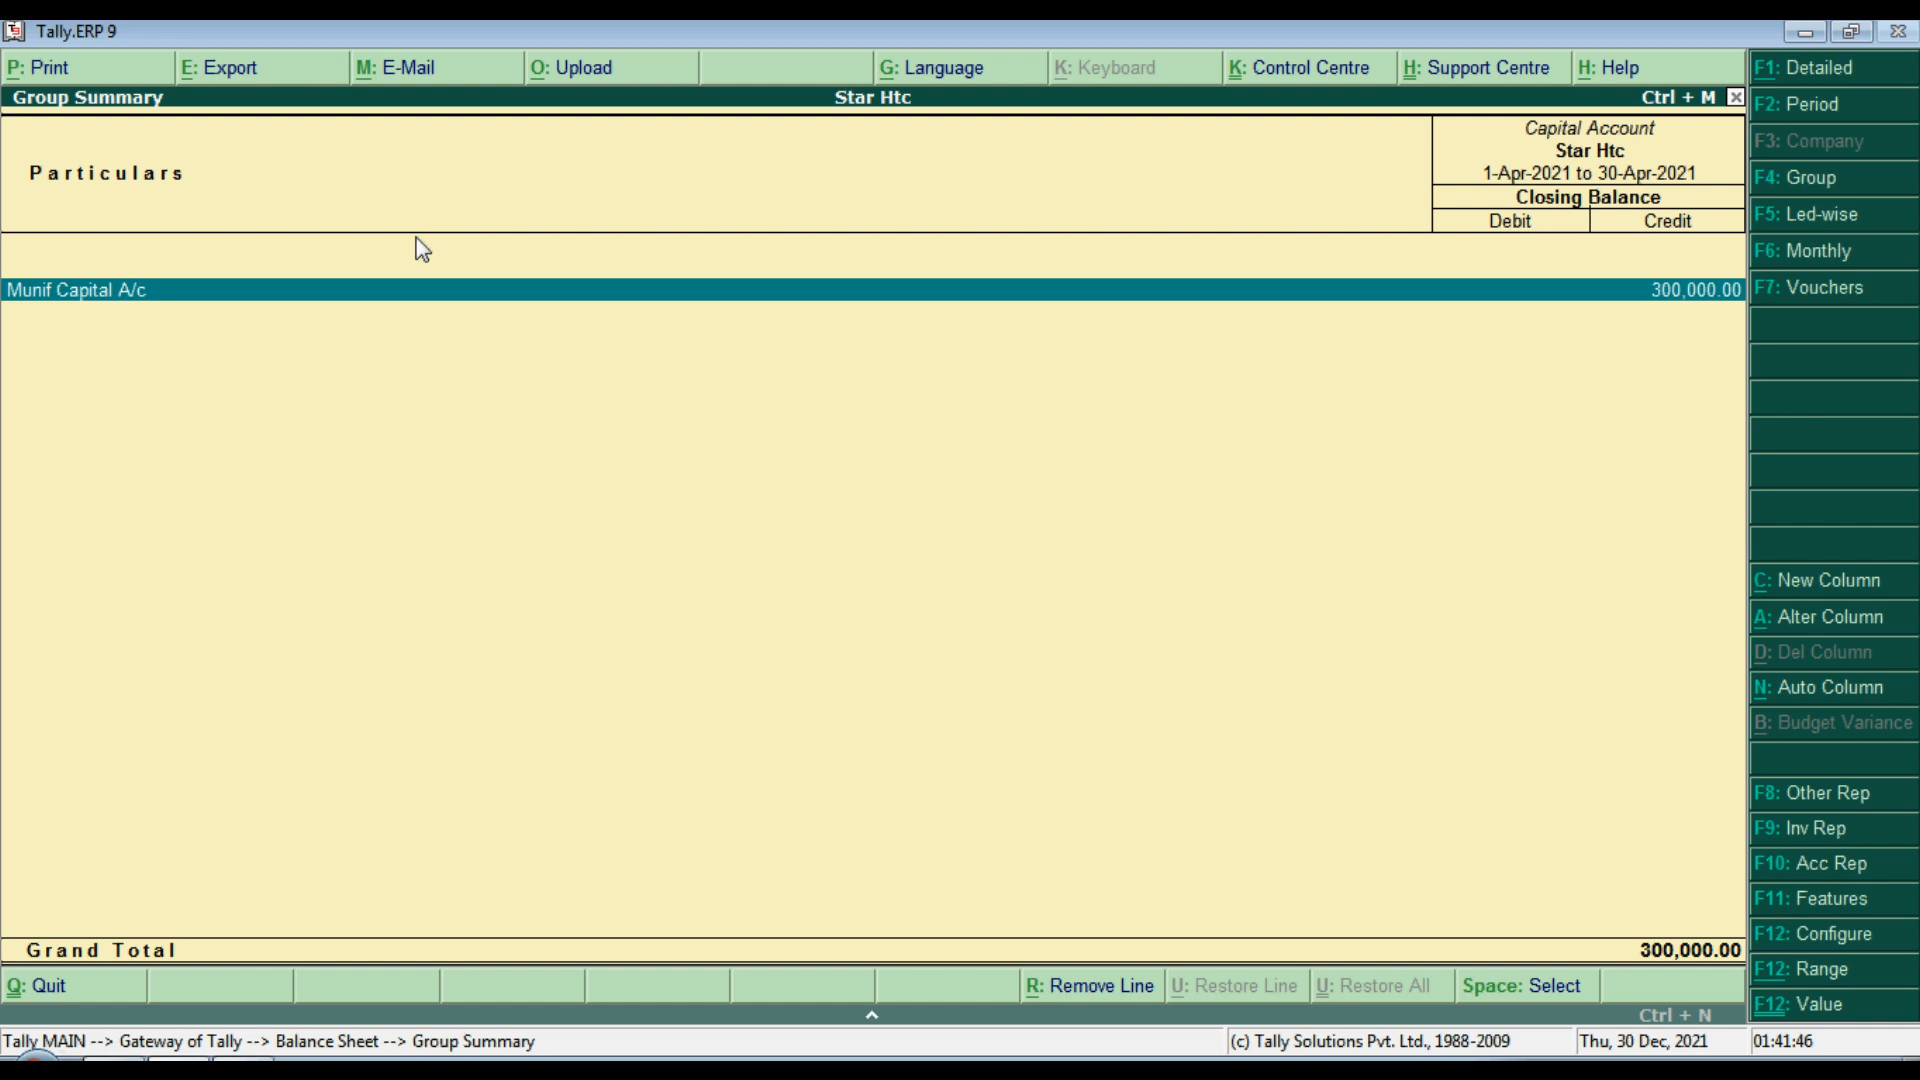 Tally.ERP 9
P: Print E: Export M: E-Mail O: Upload G: Language K: Keyboard K: Control Centre H: Support Centre H: Help
Group Summary Star Htc Ctrl + M
Particulars
Capital Account
Star Htc
1-Apr-2021 to 30-Apr-2021
Closing Balance
Debit Credit
Munif Capital A/c 300,000.00
Grand Total 300,000.00
F1: Detailed
F2: Period
F3: Company
F4: Group
F5: Led-wise
F6: Monthly
F7: Vouchers
C: New Column
A: Alter Column
D: Del Column
N: Auto Column
B: Budget Variance
F8: Other Rep
F9: Inv Rep
F10: Acc Rep
F11: Features
F12: Configure
F12: Range
F12: Value
Q: Quit R: Remove Line U: Restore Line U: Restore All Space: Select
Ctrl + N
Tally MAIN --> Gateway of Tally --> Balance Sheet --> Group Summary (c) Tally Solutions Pvt. Ltd., 1988-2009 Thu, 30 Dec, 2021 01:41:46